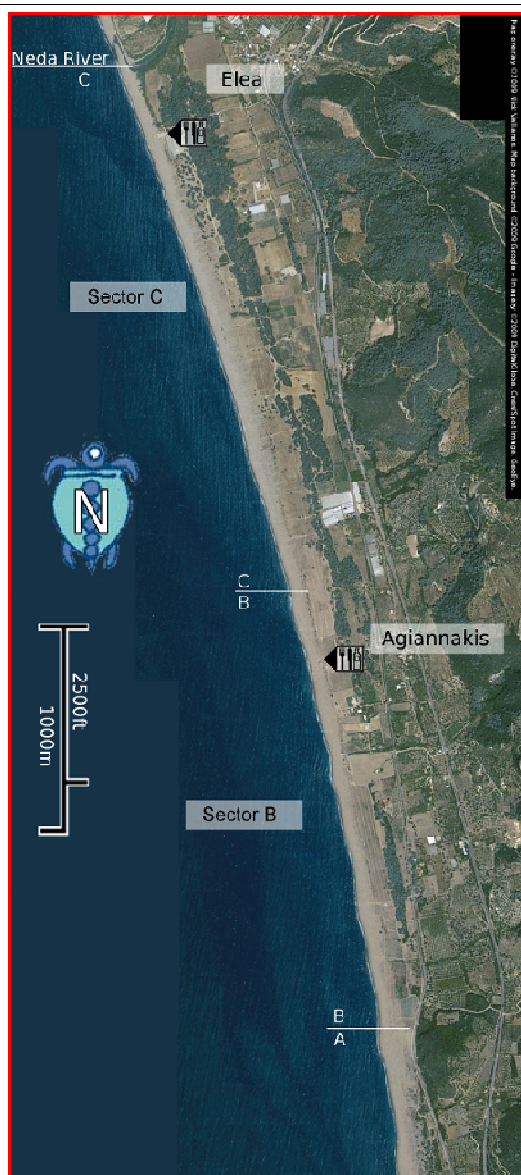 Neda River
C
Elea
Sector C
N
C
B
Agiannakis
2500ft
1000m
Sector B
B
A